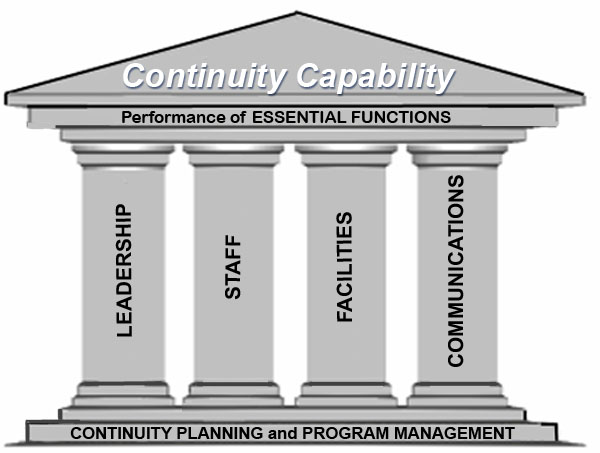 Continuity Capability
Performance of ESSENTIAL FUNCTIONS
LEADERSHIP
STAFF
FACILITIES
COMMUNICATIONS
CONTINUITY PLANNING and PROGRAM MANAGEMENT